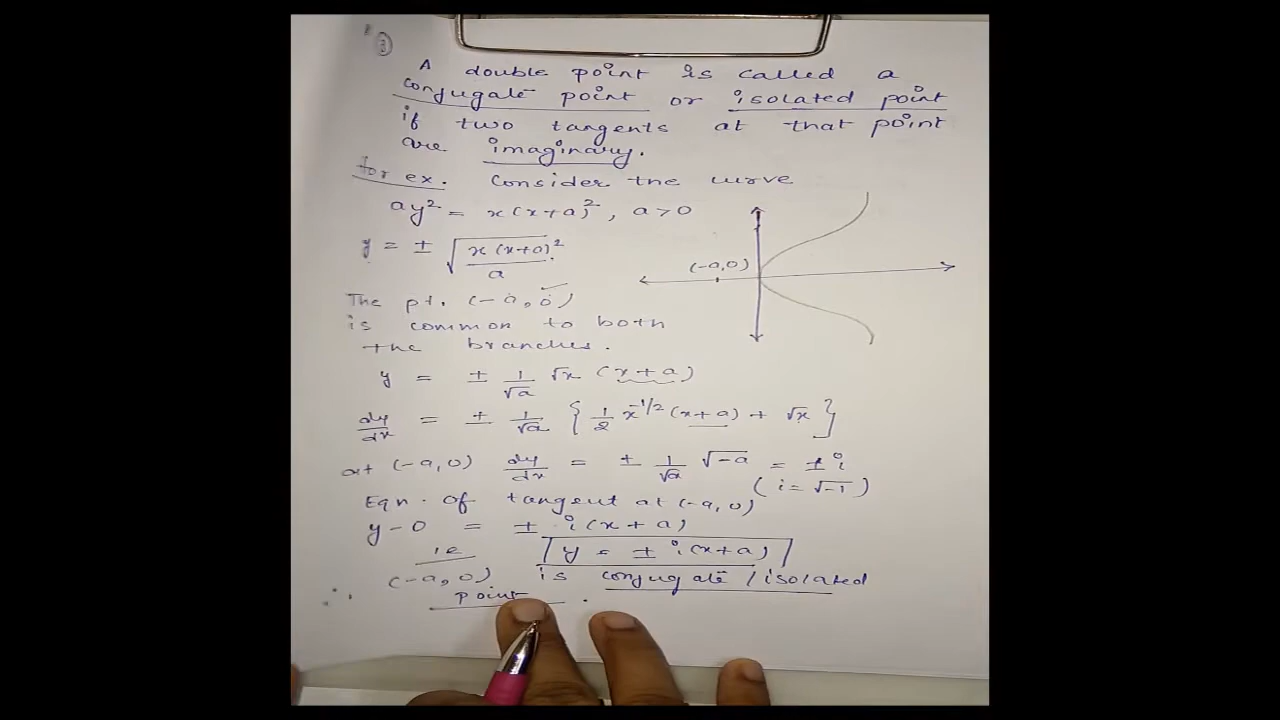 ③
A double point is called a
conjugate point or isolated point
if two tangents at that point
are imaginary.
for ex. Consider the curve
ay² = x(x+a)², a>0
y = ± √(x(x+a)²/a)
(-a,0)
The pt. (-a,0)
is common to both
the branches.
y = ± 1/√a √x (x+a)
dy/dx = ± 1/√a { 1/2 x^-1/2 (x+a) + √x }
at (-a,0) dy/dx = ± 1/√a √-a = ± i
(i = √-1)
Eqn. of tangent at (-a,0)
y-0 = ± i(x+a)
ie y = ± i(x+a)
∴ (-a,0) is conjugate / isolated
point.